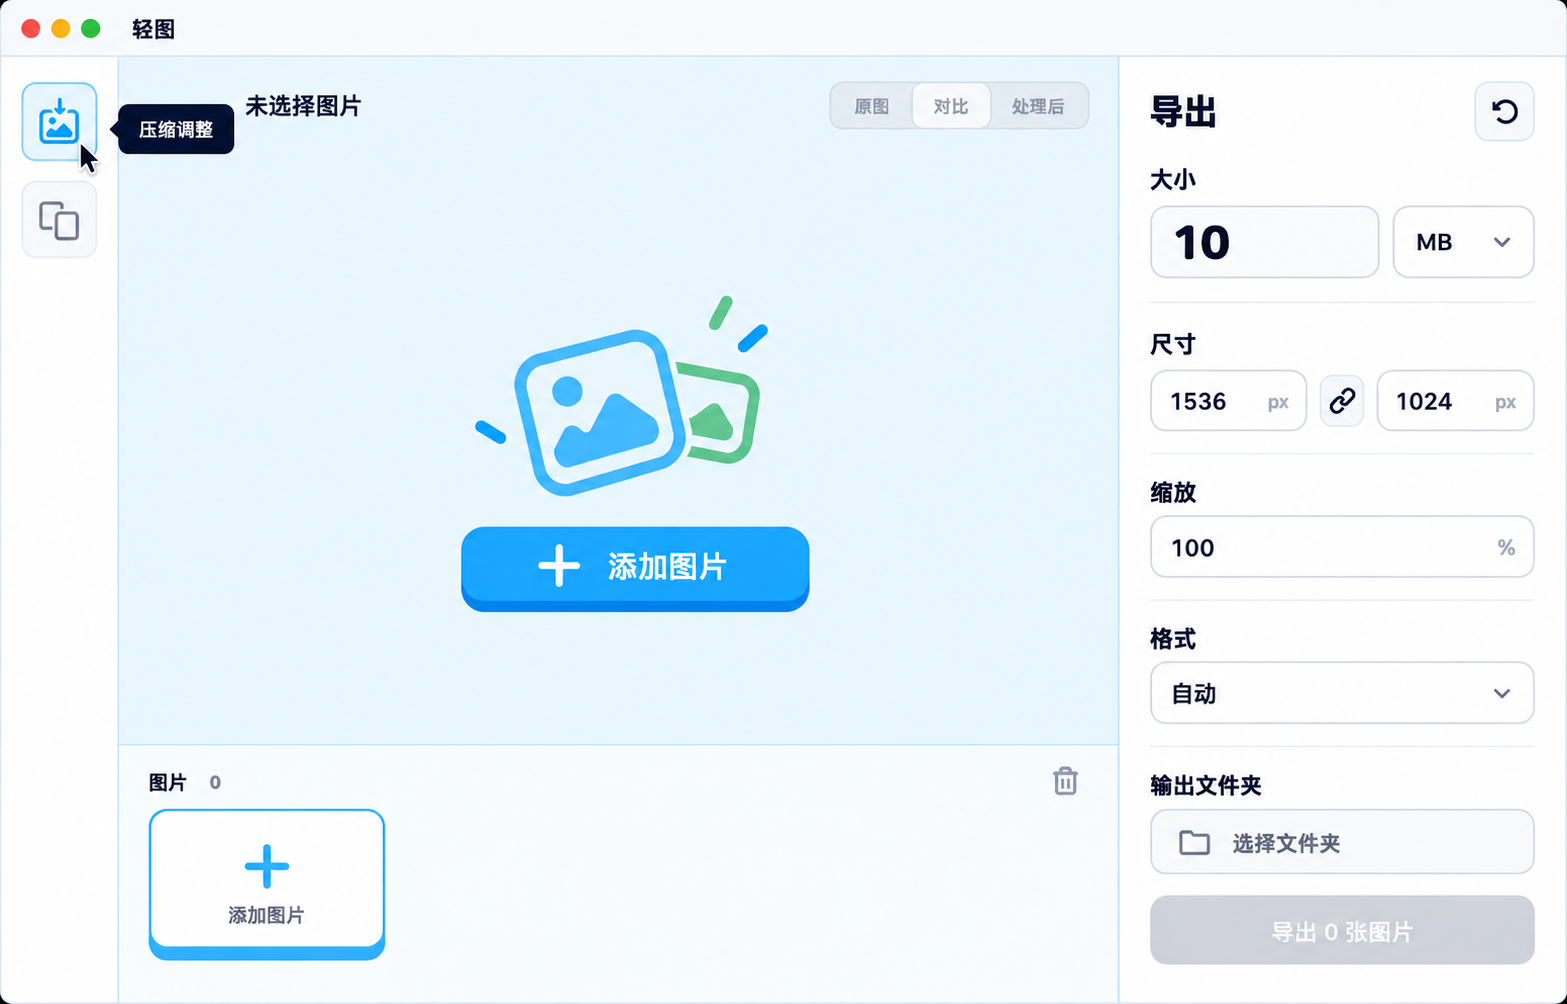 轻图
压缩调整
未选择图片
原图 对比 处理后
添加图片
图片 0
添加图片
导出
大小
10 MB
尺寸
1536 px 1024 px
缩放
100 %
格式
自动
输出文件夹
选择文件夹
导出 0 张图片